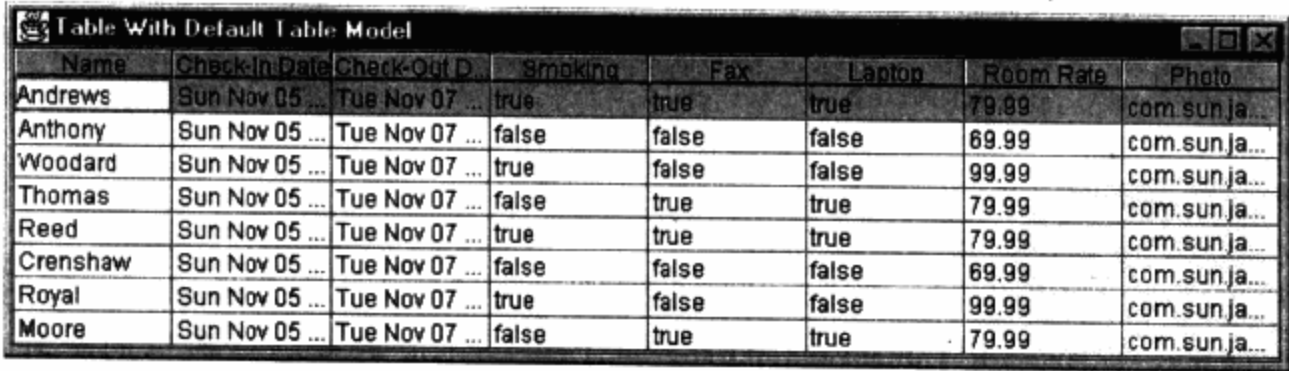 Table With Default Table Model
Name Check-In Date Check-Out D... Smoking Fax Laptop Room Rate Photo
Andrews Sun Nov 05 ... Tue Nov 07 ... true true true 79.99 com.sun.ja...
Anthony Sun Nov 05 ... Tue Nov 07 ... false false false 69.99 com.sun.ja...
Woodard Sun Nov 05 ... Tue Nov 07 ... true false false 99.99 com.sun.ja...
Thomas Sun Nov 05 ... Tue Nov 07 ... false true true 79.99 com.sun.ja...
Reed Sun Nov 05 ... Tue Nov 07 ... true true true 79.99 com.sun.ja...
Crenshaw Sun Nov 05 ... Tue Nov 07 ... false false false 69.99 com.sun.ja...
Royal Sun Nov 05 ... Tue Nov 07 ... true false false 99.99 com.sun.ja...
Moore Sun Nov 05 ... Tue Nov 07 ... false true true 79.99 com.sun.ja...